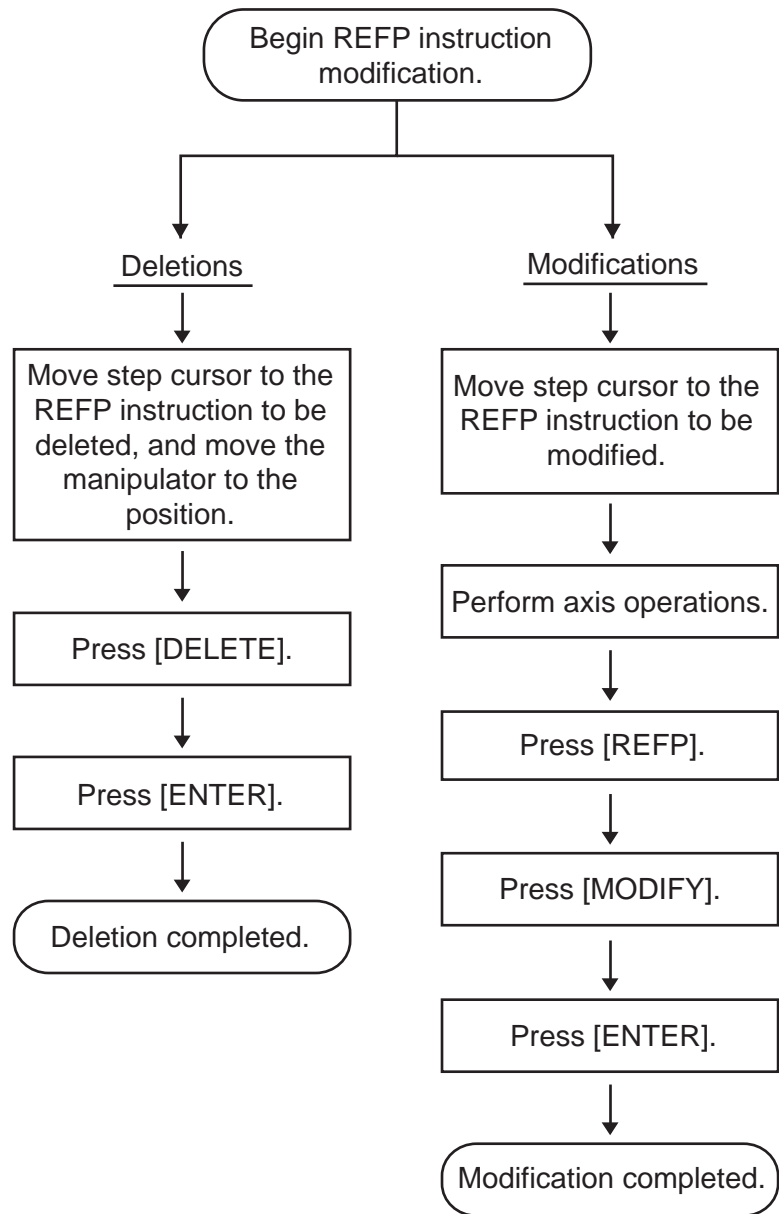 Begin REFP instruction
modification.
Deletions
Move step cursor to the
REFP instruction to be
deleted, and move the
manipulator to the
position.
Press [DELETE].
Press [ENTER].
Deletion completed.
Modifications
Move step cursor to the
REFP instruction to be
modified.
Perform axis operations.
Press [REFP].
Press [MODIFY].
Press [ENTER].
Modification completed.